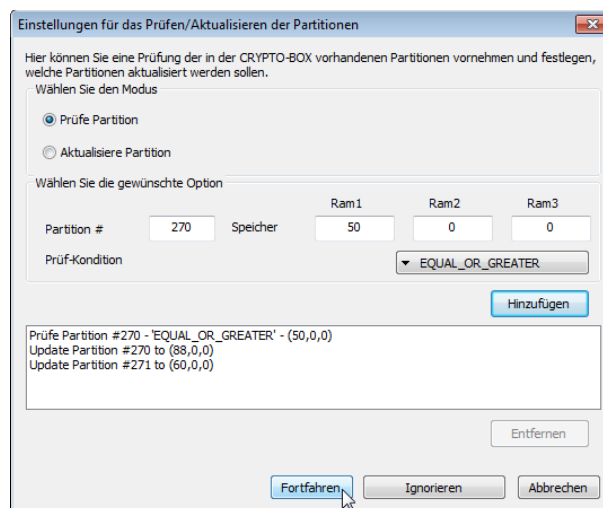 Einstellungen für das Prüfen/Aktualisieren der Partitionen
Hier können Sie eine Prüfung der in der CRYPTO-BOX vorhandenen Partitionen vornehmen und festlegen,
welche Partitionen aktualisiert werden sollen.
Wählen Sie den Modus
Prüfe Partition
Aktualisiere Partition
Wählen Sie die gewünschte Option
Ram1 Ram2 Ram3
Partition # 270 Speicher 50 0 0
Prüf-Kondition EQUAL_OR_GREATER
Hinzufügen
Prüfe Partition #270 - 'EQUAL_OR_GREATER' - (50,0,0)
Update Partition #270 to (88,0,0)
Update Partition #271 to (60,0,0)
Entfernen
Fortfahren Ignorieren Abbrechen